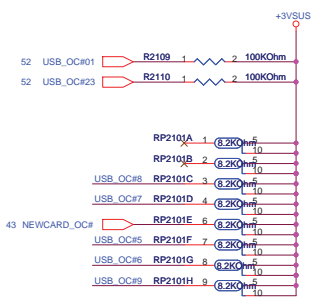 +3VSUS
52 USB_OC#01 R2109 1 2 100KOhm
52 USB_OC#23 R2110 1 2 100KOhm
RP2101A 1 8.2KOhm 5
10
RP2101B 2 8.2KOhm 5
10
USB_OC#8 RP2101C 3 8.2KOhm 5
10
USB_OC#7 RP2101D 4 8.2KOhm 5
10
43 NEWCARD_OC# RP2101E 6 8.2KOhm 5
10
USB_OC#5 RP2101F 7 8.2KOhm 5
10
USB_OC#6 RP2101G 8 8.2KOhm 5
10
USB_OC#9 RP2101H 9 8.2KOhm 5
10